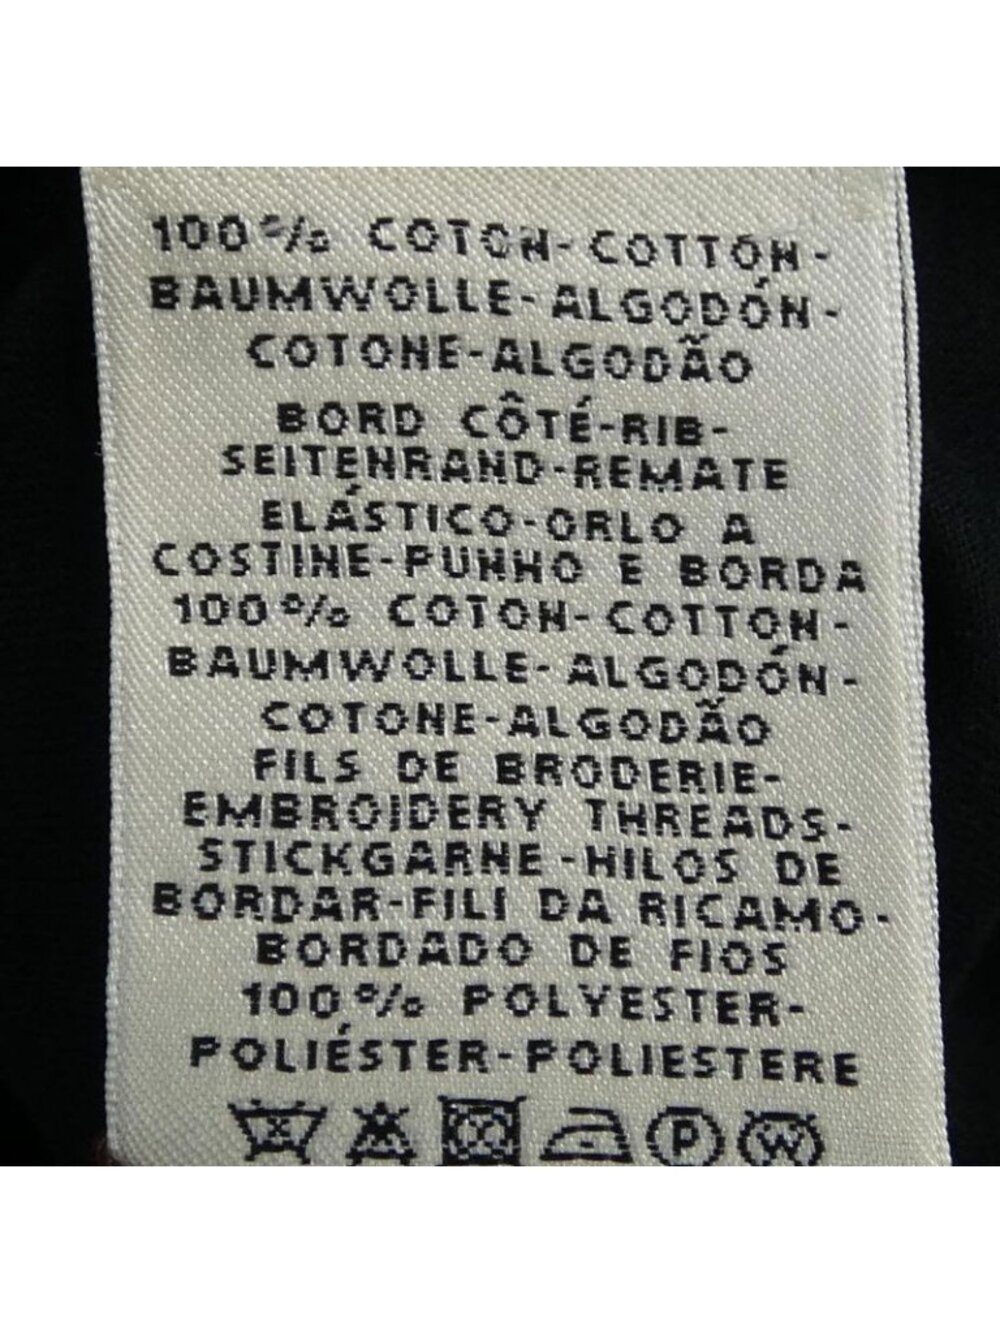 100% COTON-COTTON-
BAUMWOLLE-ALGODÓN-
COTONE-ALGODÃO
BORD CÔTÉ-RIB-
SEITENRAND-REMATE
ELÁSTICO-ORLO A
COSTINE-PUNHO E BORDA
100% COTON-COTTON-
BAUMWOLLE-ALGODÓN-
COTONE-ALGODÃO
FILS DE BRODERIE-
EMBROIDERY THREADS-
STICKGARNE-HILOS DE
BORDAR-FILI DA RICAMO-
BORDADO DE FIOS
100% POLYESTER-
POLIÉSTER-POLIESTERE
P W